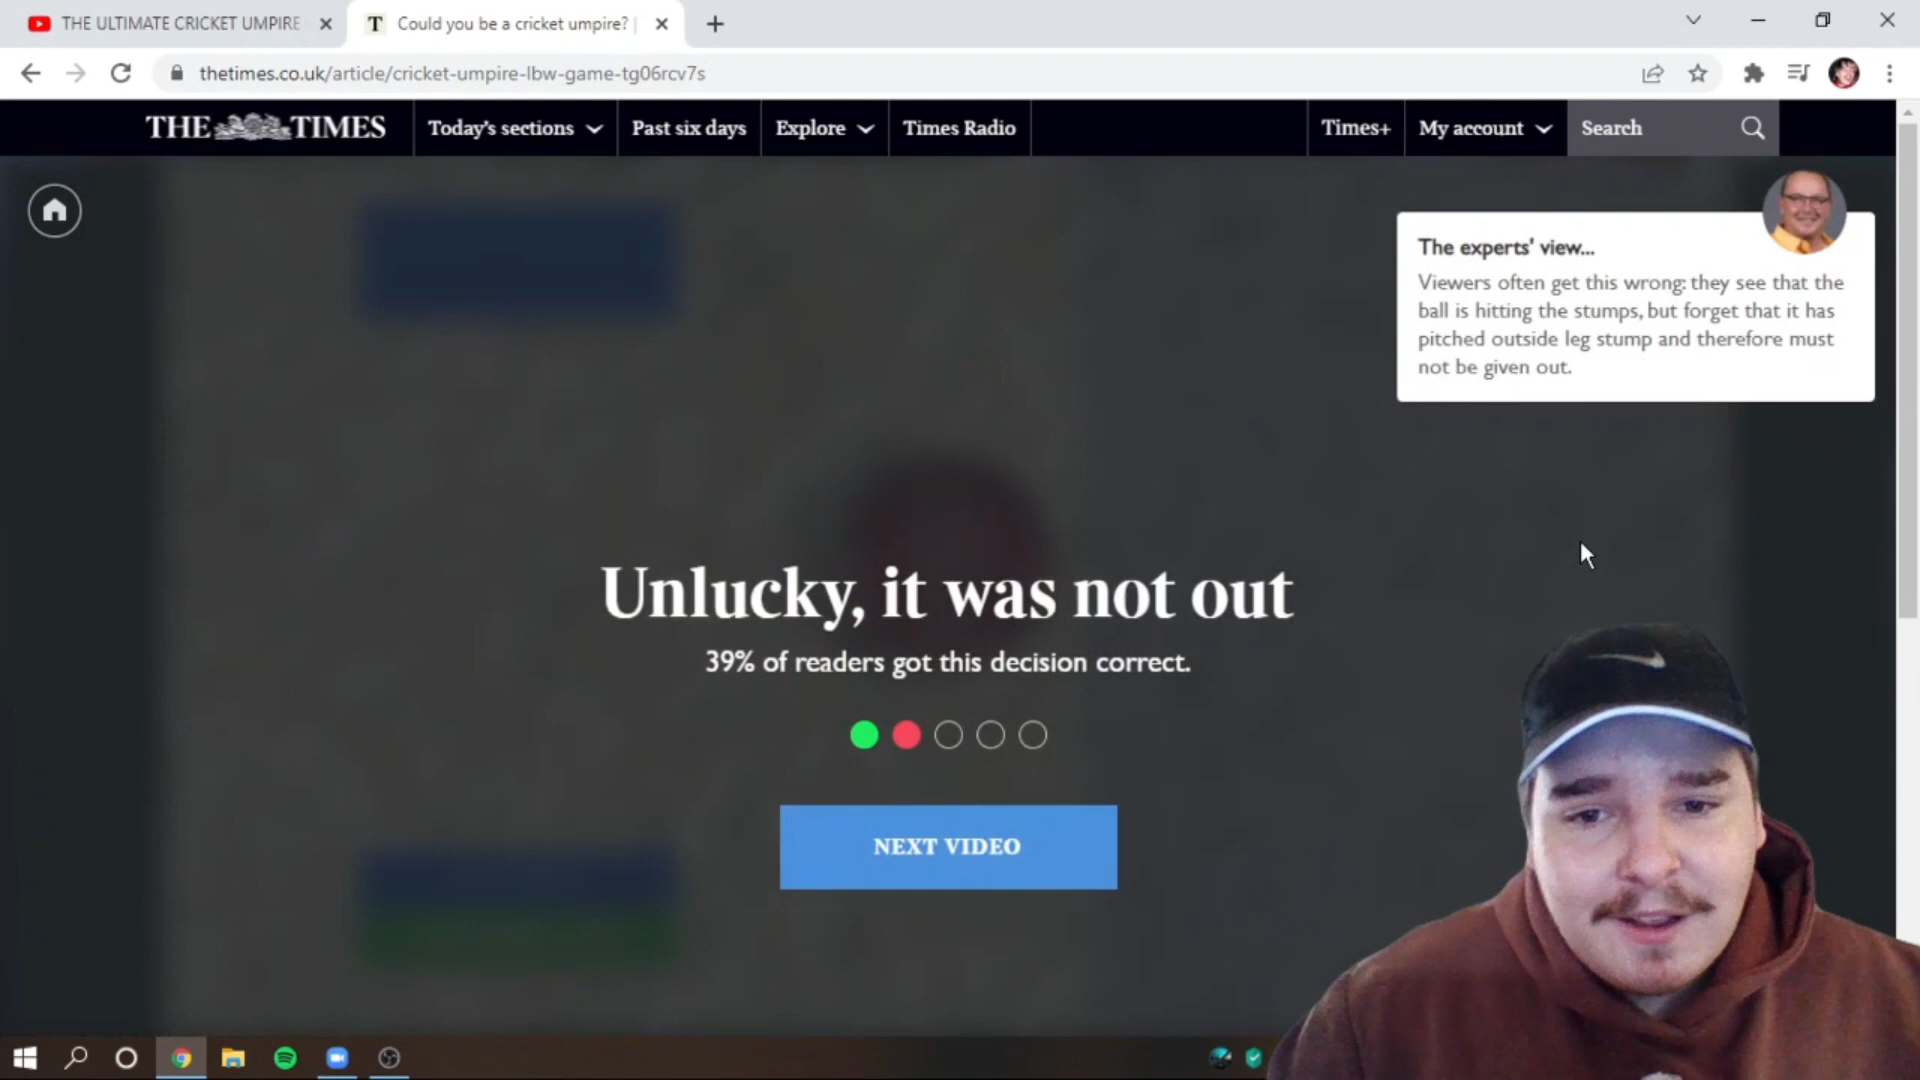 THE ULTIMATE CRICKET UMPIRE
T Could you be a cricket umpire? |
thetimes.co.uk/article/cricket-umpire-lbw-game-tg06rcv7s
THE TIMES
Today's sections
Past six days
Explore
Times Radio
Times+
My account
Search
The experts' view...
Viewers often get this wrong: they see that the
ball is hitting the stumps, but forget that it has
pitched outside leg stump and therefore must
not be given out.
Unlucky, it was not out
39% of readers got this decision correct.
NEXT VIDEO